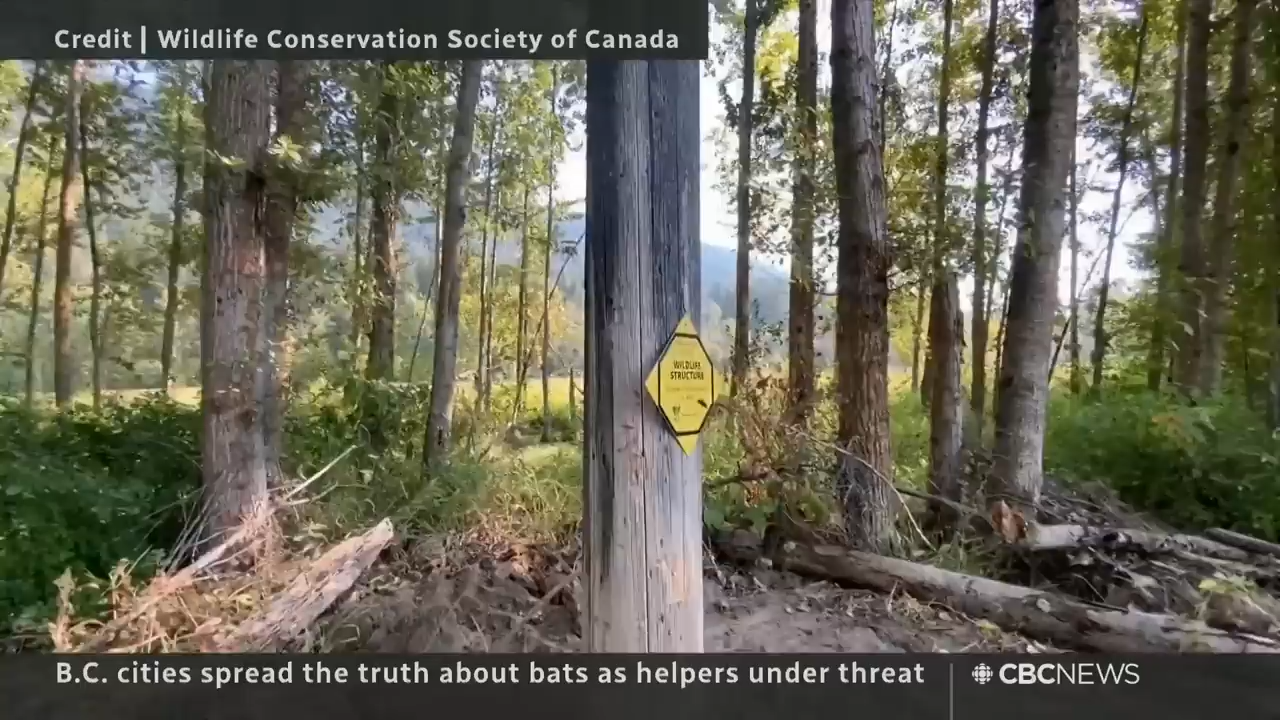 Credit | Wildlife Conservation Society of Canada
WILDLIFE
STRUCTURE
B.C. cities spread the truth about bats as helpers under threat
CBCNEWS